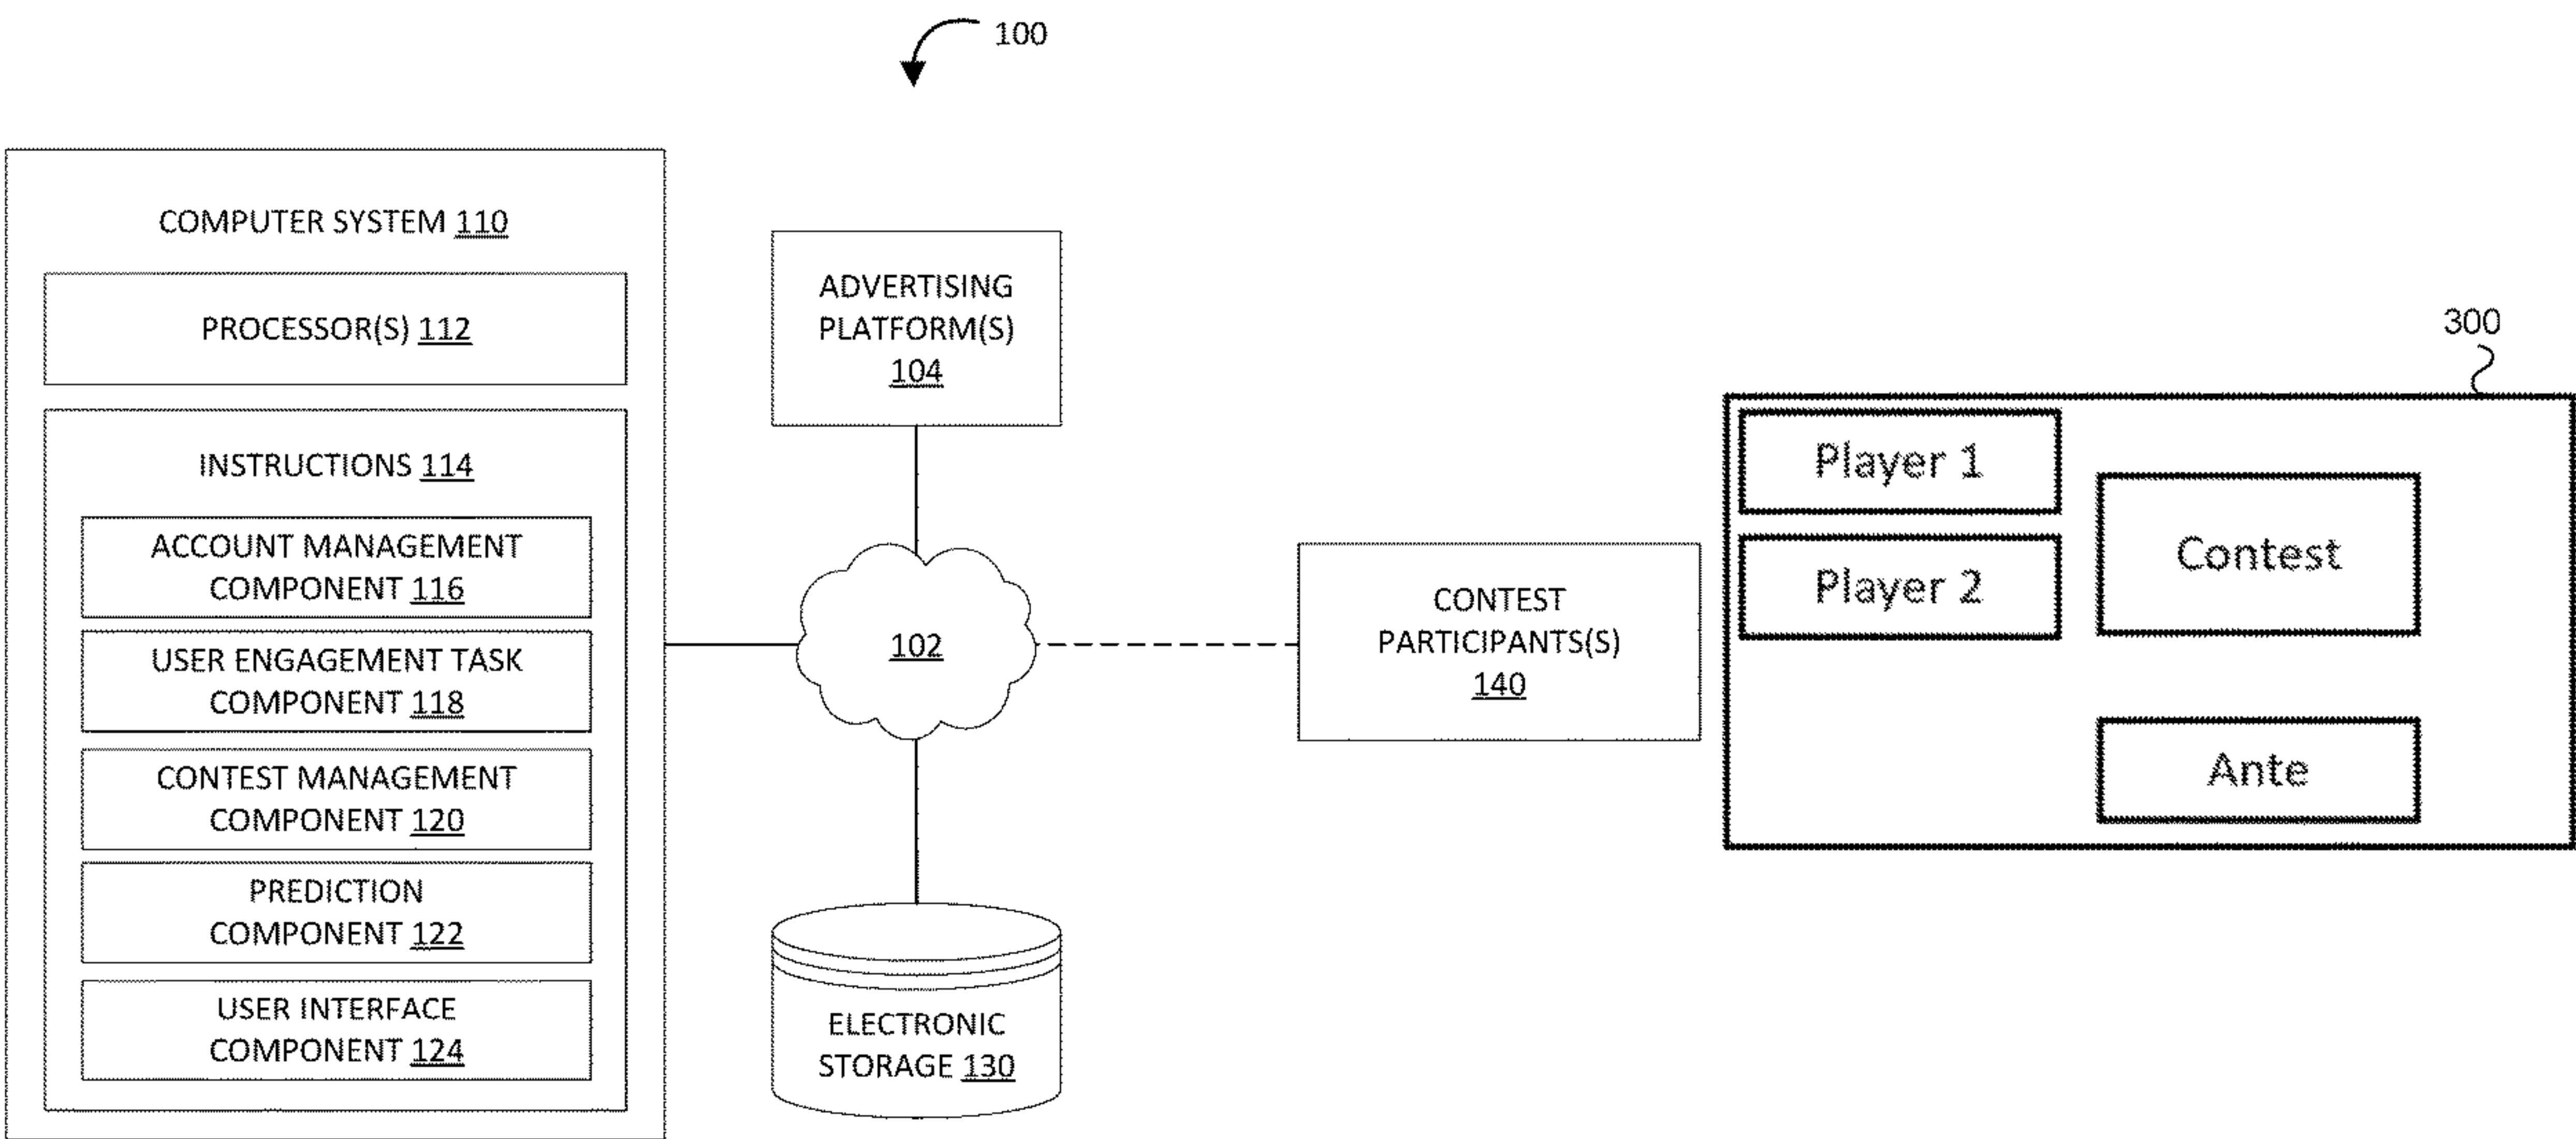 100
COMPUTER SYSTEM 110
PROCESSOR(S) 112
INSTRUCTIONS 114
ACCOUNT MANAGEMENT
COMPONENT 116
USER ENGAGEMENT TASK
COMPONENT 118
CONTEST MANAGEMENT
COMPONENT 120
PREDICTION
COMPONENT 122
USER INTERFACE
COMPONENT 124
ADVERTISING
PLATFORM(S)
104
102
ELECTRONIC
STORAGE 130
CONTEST
PARTICIPANTS(S)
140
300
Player 1
Player 2
Contest
Ante